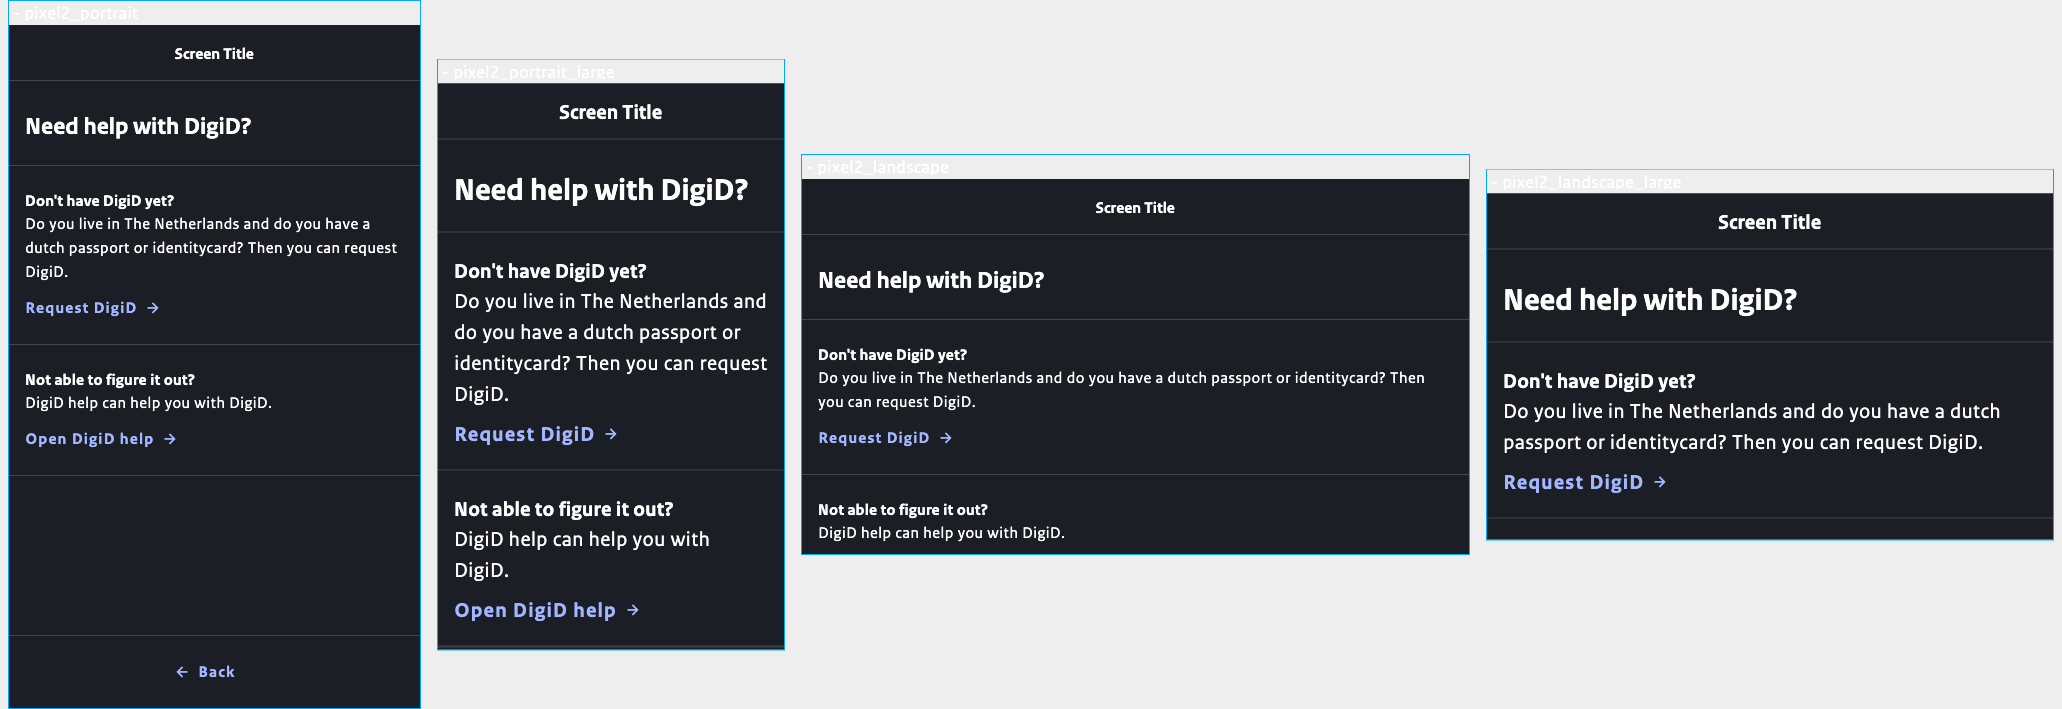 - pixel2_portrait
Screen Title
Need help with DigiD?
Don't have DigiD yet?
Do you live in The Netherlands and do you have a
dutch passport or identitycard? Then you can request
DigiD.
Request DigiD →
Not able to figure it out?
DigiD help can help you with DigiD.
Open DigiD help →
← Back
- pixel2_portrait_large
Screen Title
Need help with DigiD?
Don't have DigiD yet?
Do you live in The Netherlands and
do you have a dutch passport or
identitycard? Then you can request
DigiD.
Request DigiD →
Not able to figure it out?
DigiD help can help you with
DigiD.
Open DigiD help →
- pixel2_landscape
Screen Title
Need help with DigiD?
Don't have DigiD yet?
Do you live in The Netherlands and do you have a dutch passport or identitycard? Then
you can request DigiD.
Request DigiD →
Not able to figure it out?
DigiD help can help you with DigiD.
- pixel2_landscape_large
Screen Title
Need help with DigiD?
Don't have DigiD yet?
Do you live in The Netherlands and do you have a dutch
passport or identitycard? Then you can request DigiD.
Request DigiD →